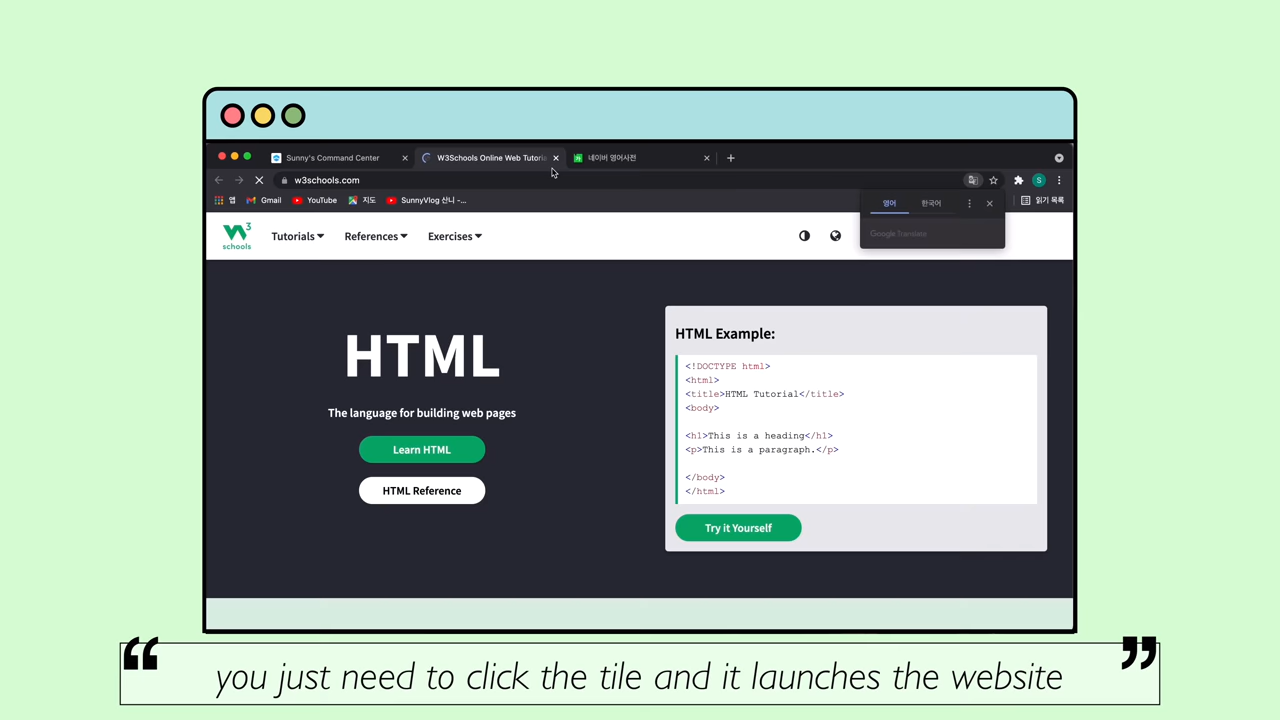 Sunny's Command Center
W3Schools Online Web Tutoria
네이버 영어사전
w3schools.com
S
앱
Gmail
YouTube
지도
SunnyVlog 산니 -...
읽기 목록
영어
한국어
Google Translate
W3
schools
Tutorials
References
Exercises
HTML
The language for building web pages
Learn HTML
HTML Reference
HTML Example:
<!DOCTYPE html>
<html>
<title>HTML Tutorial</title>
<body>
<h1>This is a heading</h1>
<p>This is a paragraph.</p>
</body>
</html>
Try it Yourself
“ you just need to click the tile and it launches the website ”